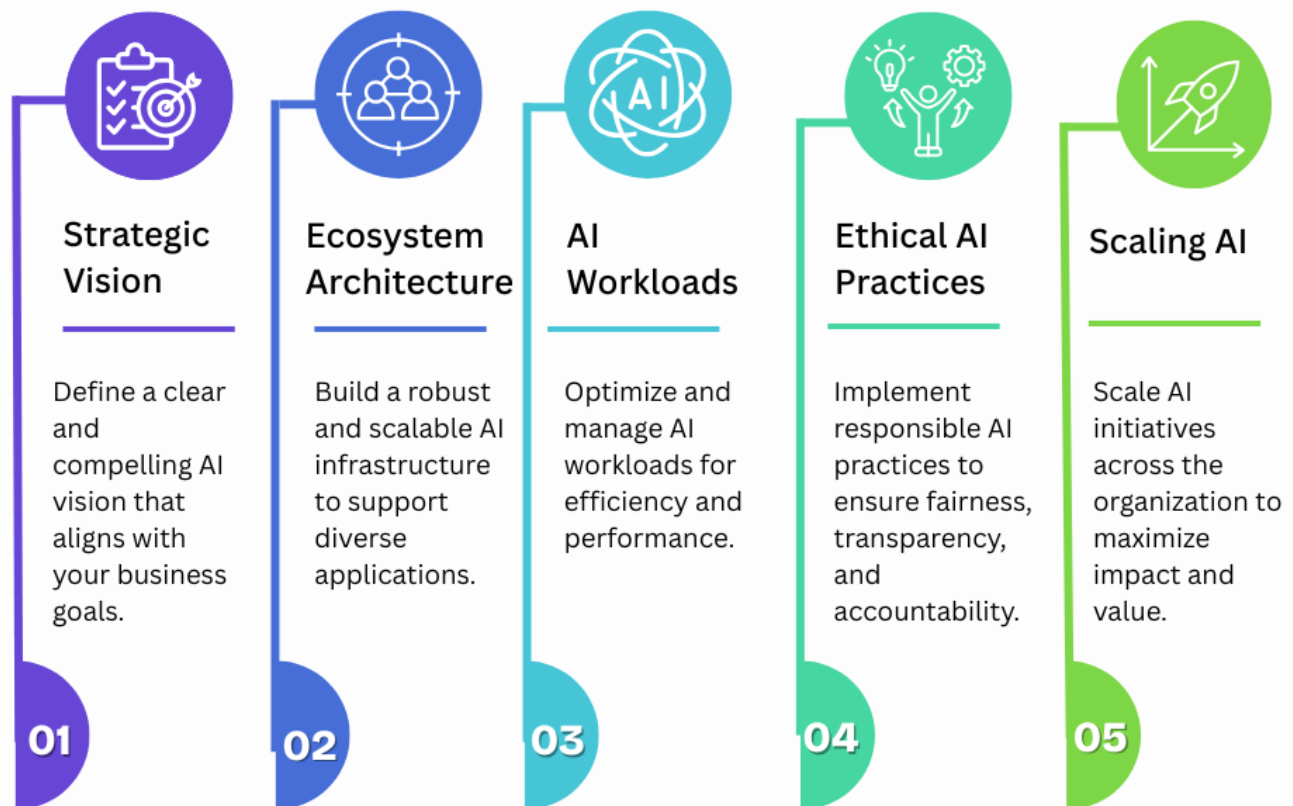 AI
Strategic
Vision
Define a clear
and
compelling AI
vision that
aligns with
your business
goals.
01
Ecosystem
Architecture
Build a robust
and scalable AI
infrastructure
to support
diverse
applications.
02
AI
Workloads
Optimize and
manage AI
workloads for
efficiency and
performance.
03
Ethical AI
Practices
Implement
responsible AI
practices to
ensure fairness,
transparency,
and
accountability.
04
Scaling AI
Scale AI
initiatives
across the
organization to
maximize
impact and
value.
05